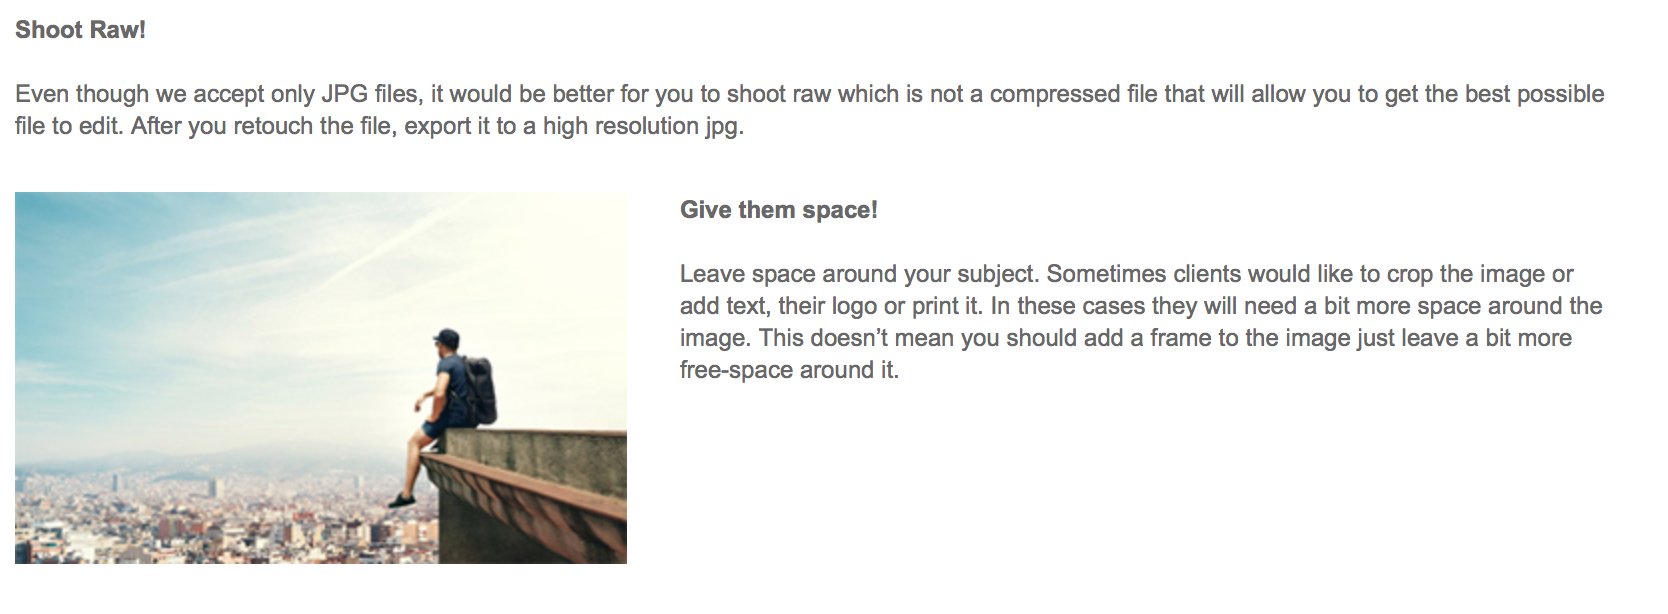 Shoot Raw!
Even though we accept only JPG files, it would be better for you to shoot raw which is not a compressed file that will allow you to get the best possible
file to edit. After you retouch the file, export it to a high resolution jpg.
Give them space!
Leave space around your subject. Sometimes clients would like to crop the image or
add text, their logo or print it. In these cases they will need a bit more space around the
image. This doesn’t mean you should add a frame to the image just leave a bit more
free-space around it.